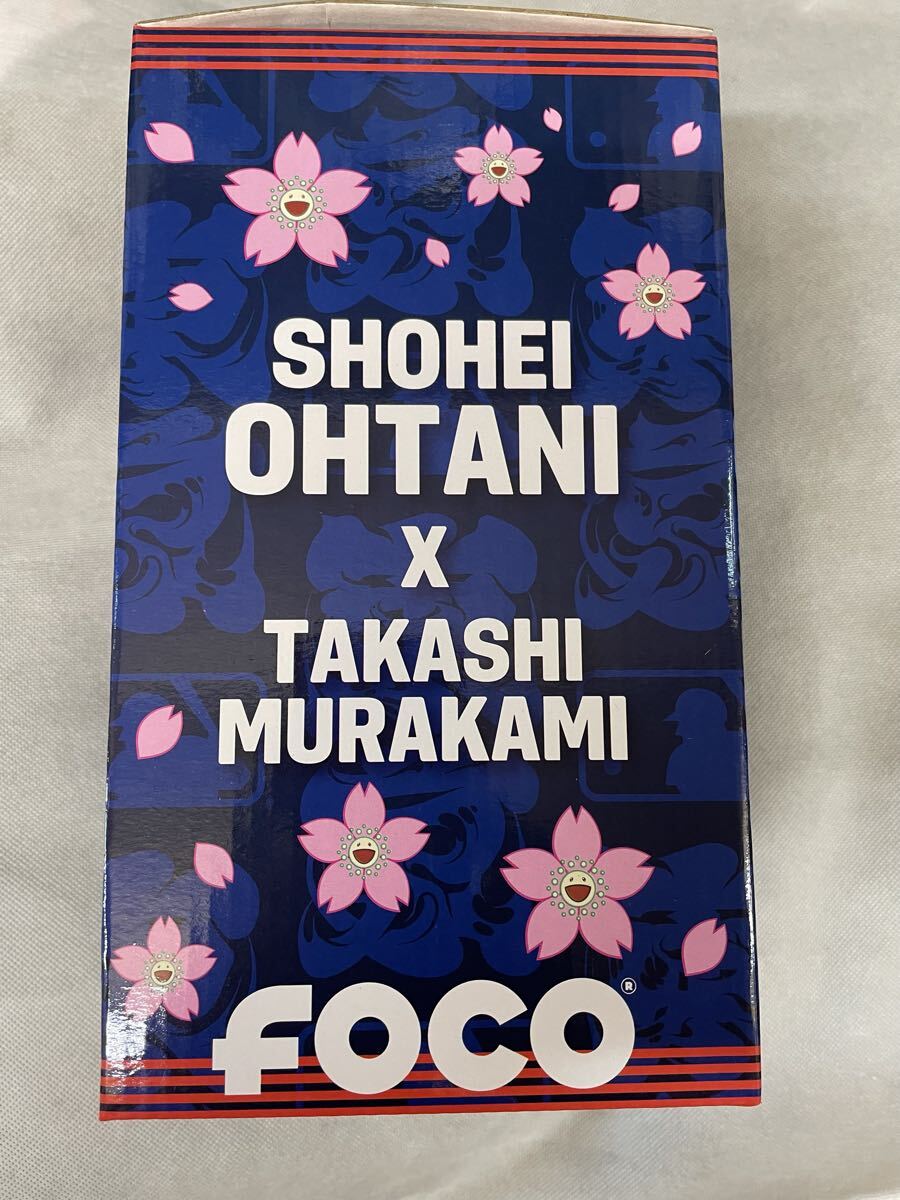 SHOHEI
OHTANI
X
TAKASHI
MURAKAMI
FOCO®